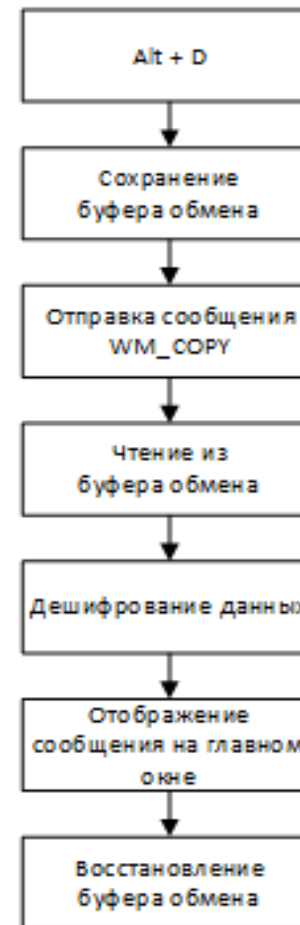 Alt + D
Сохранение
буфера обмена
Отправка сообщения
WM_COPY
Чтение из
буфера обмена
Дешифрование данных
Отображение
сообщения на главном
окне
Восстановление
буфера обмена